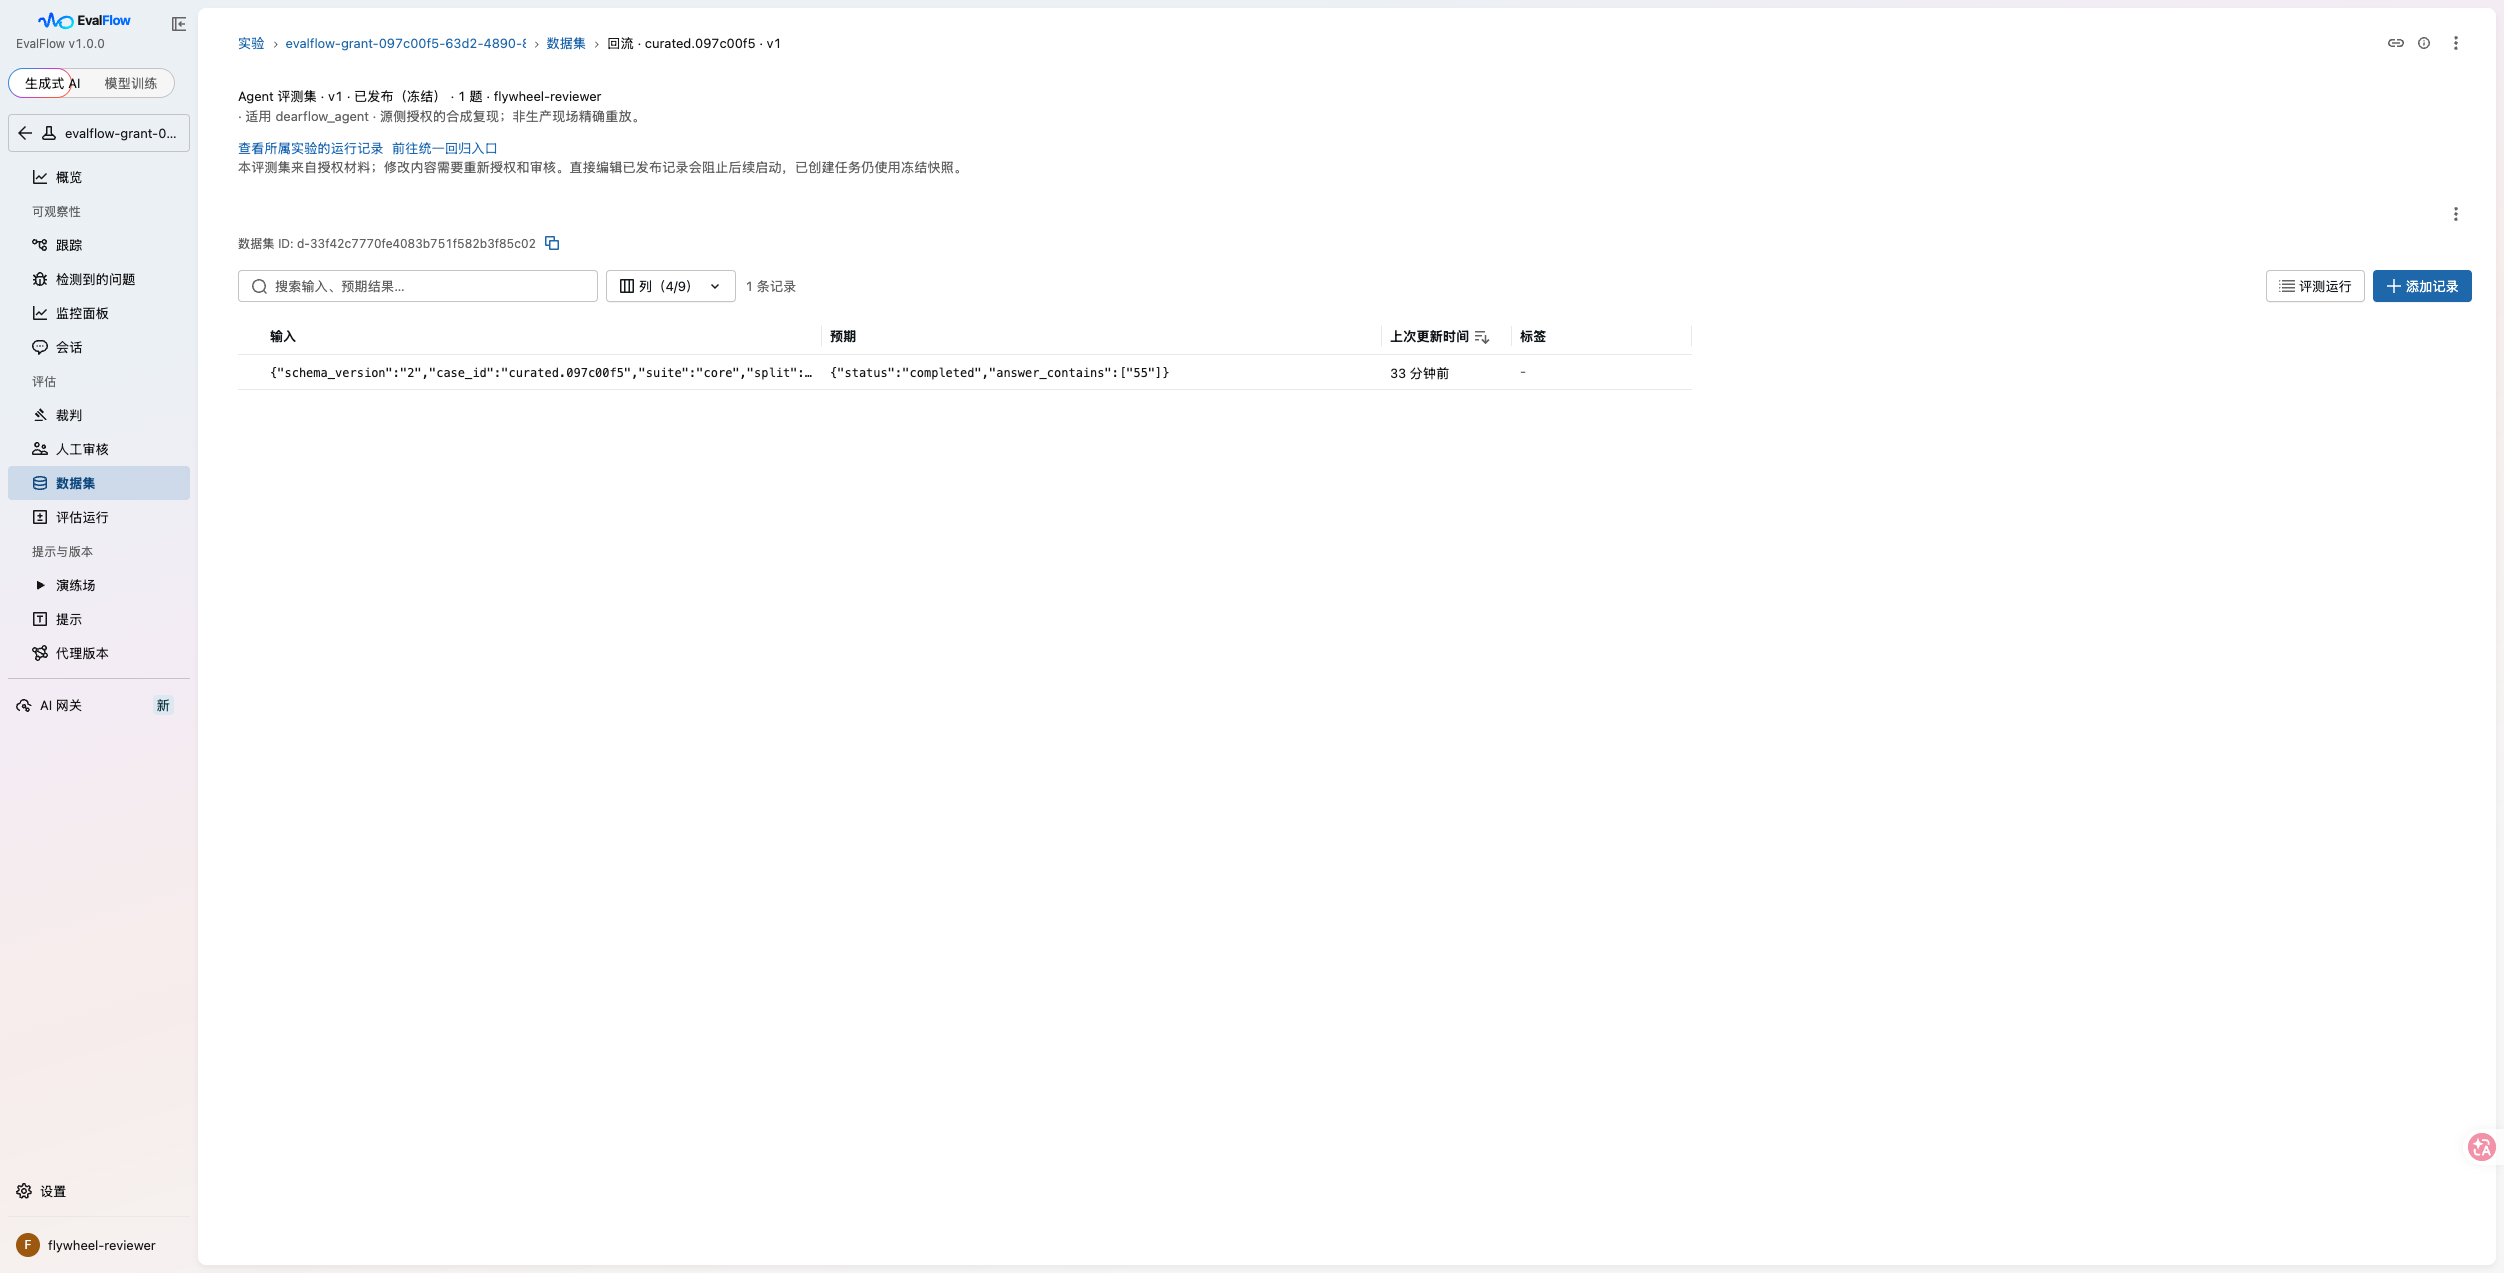 EvalFlow
EvalFlow v1.0.0
生成式 AI
模型训练
evalflow-grant-0...
概览
可观察性
跟踪
检测到的问题
监控面板
会话
评估
裁判
人工审核
数据集
评估运行
提示与版本
演练场
提示
代理版本
AI 网关
新
设置
F
flywheel-reviewer
实验 › evalflow-grant-097c00f5-63d2-4890-8 › 数据集 › 回流 · curated.097c00f5 · v1
Agent 评测集 · v1 · 已发布（冻结） · 1 题 · flywheel-reviewer
· 适用 dearflow_agent · 源侧授权的合成复现；非生产现场精确重放。
查看所属实验的运行记录 前往统一回归入口
本评测集来自授权材料；修改内容需要重新授权和审核。直接编辑已发布记录会阻止后续启动，已创建任务仍使用冻结快照。
数据集 ID: d-33f42c7770fe4083b751f582b3f85c02
搜索输入、预期结果...
列（4/9）
1 条记录
评测运行
添加记录
输入 预期 上次更新时间 标签
{"schema_version":"2","case_id":"curated.097c00f5","suite":"core","split":… {"status":"completed","answer_contains":["55"]} 33 分钟前 -